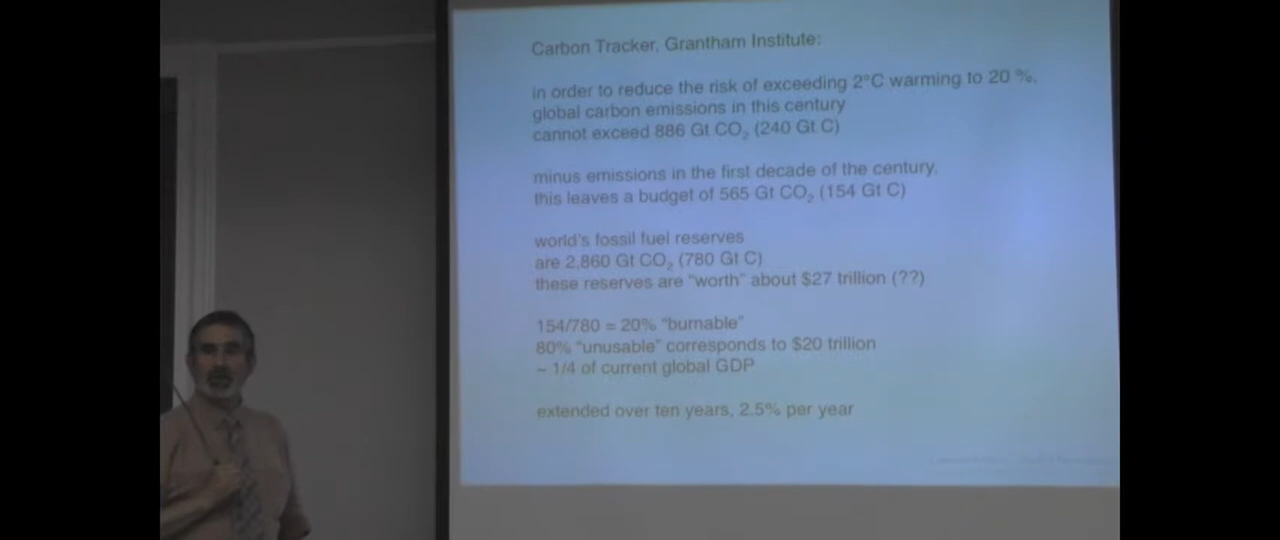 Carbon Tracker, Grantham Institute:
in order to reduce the risk of exceeding 2°C warming to 20 %,
global carbon emissions in this century
cannot exceed 886 Gt CO₂ (240 Gt C)
minus emissions in the first decade of the century,
this leaves a budget of 565 Gt CO₂ (154 Gt C)
world's fossil fuel reserves
are 2,860 Gt CO₂ (780 Gt C)
these reserves are "worth" about $27 trillion (??)
154/780 = 20% "burnable"
80% "unusable" corresponds to $20 trillion
~ 1/4 of current global GDP
extended over ten years, 2.5% per year